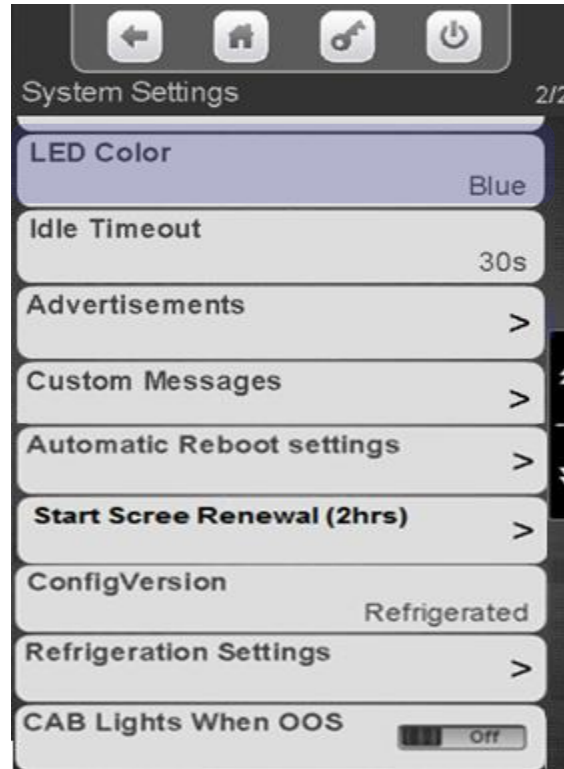 System Settings 2/2
LED Color
Blue
Idle Timeout
30s
Advertisements >
Custom Messages >
Automatic Reboot settings >
Start Scree Renewal (2hrs) >
ConfigVersion
Refrigerated
Refrigeration Settings >
CAB Lights When OOS Off